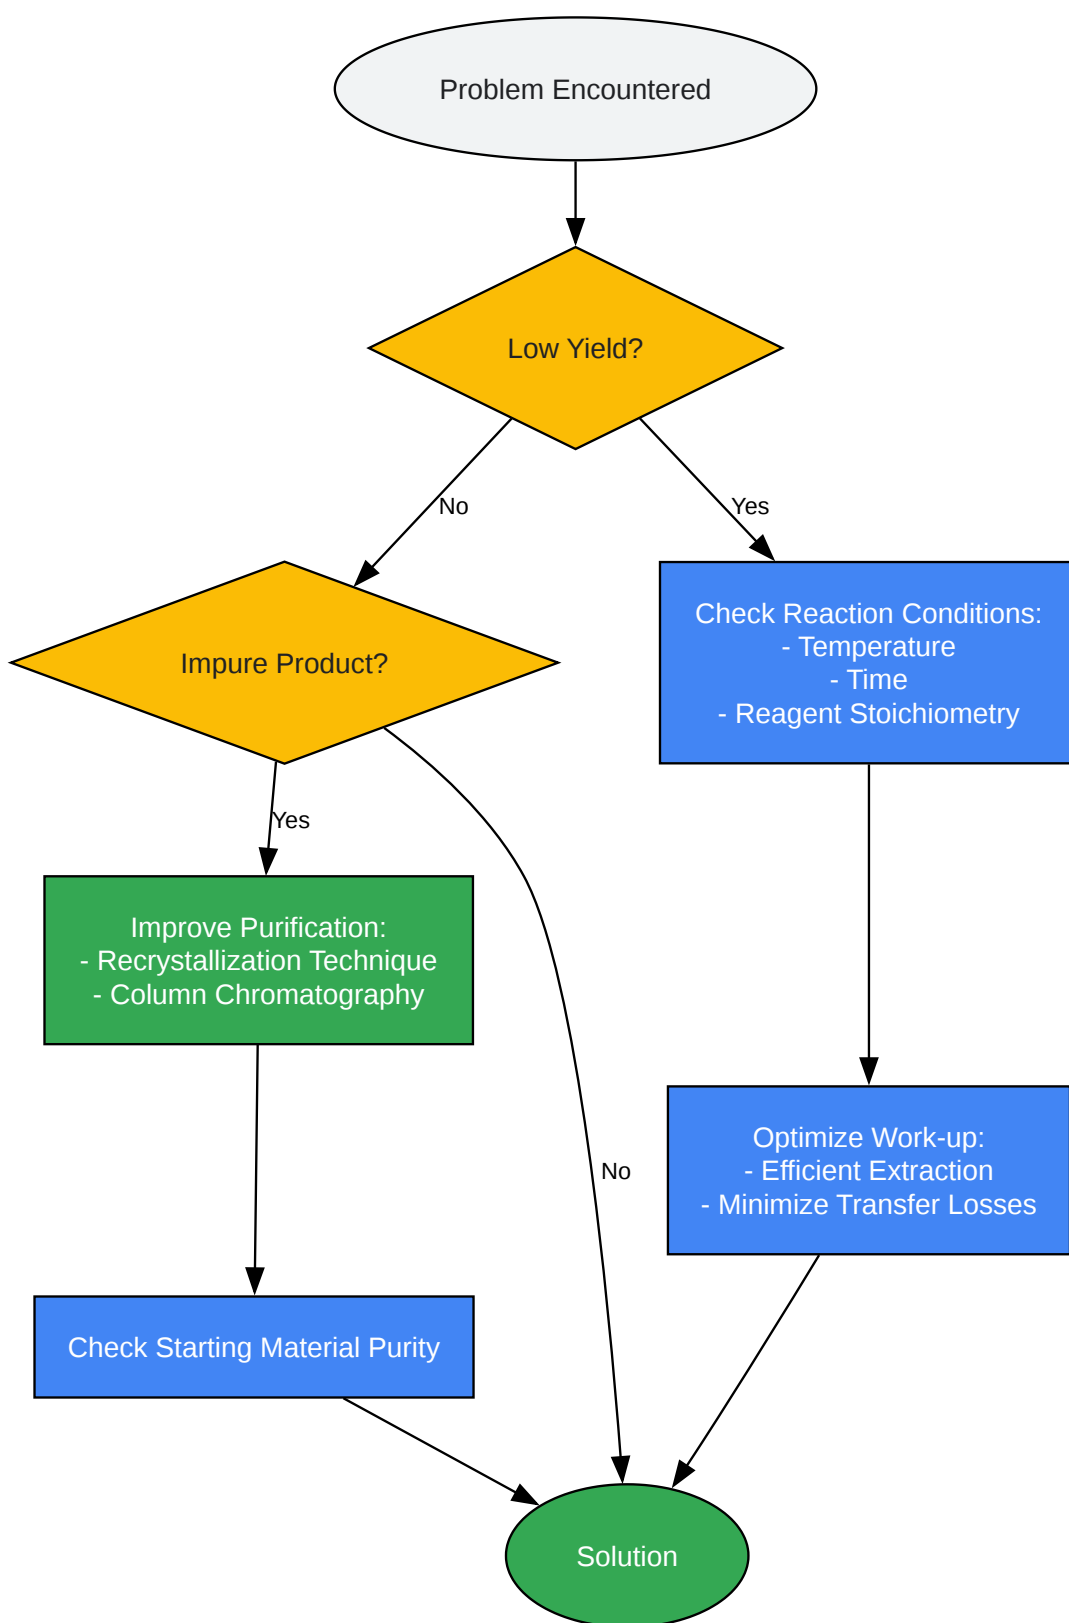 Problem Encountered
Low Yield?
No
Yes
Impure Product?
Check Reaction Conditions:
- Temperature
- Time
- Reagent Stoichiometry
Yes
Improve Purification:
- Recrystallization Technique
- Column Chromatography
No
Optimize Work-up:
- Efficient Extraction
- Minimize Transfer Losses
Check Starting Material Purity
Solution